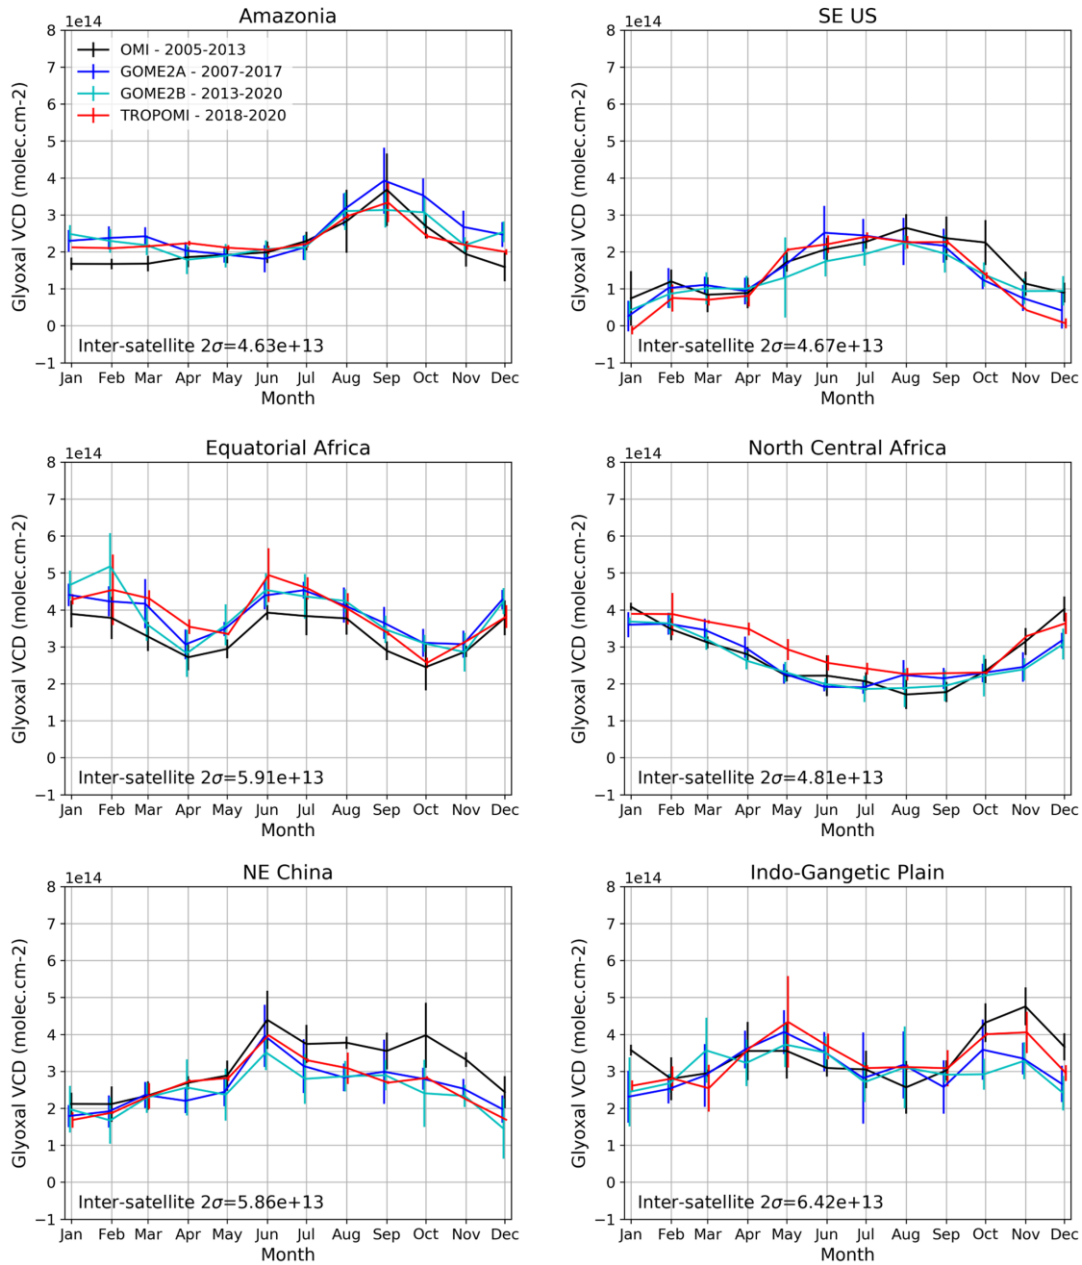 Amazonia
1e14
8
7
6
5
4
3
2
1
0
−1
Glyoxal VCD (molec.cm-2)
OMI - 2005-2013
GOME2A - 2007-2017
GOME2B - 2013-2020
TROPOMI - 2018-2020
Inter-satellite 2σ=4.63e+13
Jan Feb Mar Apr May Jun Jul Aug Sep Oct Nov Dec
Month
SE US
1e14
8
7
6
5
4
3
2
1
0
−1
Glyoxal VCD (molec.cm-2)
Inter-satellite 2σ=4.67e+13
Jan Feb Mar Apr May Jun Jul Aug Sep Oct Nov Dec
Month
Equatorial Africa
1e14
8
7
6
5
4
3
2
1
0
−1
Glyoxal VCD (molec.cm-2)
Inter-satellite 2σ=5.91e+13
Jan Feb Mar Apr May Jun Jul Aug Sep Oct Nov Dec
Month
North Central Africa
1e14
8
7
6
5
4
3
2
1
0
−1
Glyoxal VCD (molec.cm-2)
Inter-satellite 2σ=4.81e+13
Jan Feb Mar Apr May Jun Jul Aug Sep Oct Nov Dec
Month
NE China
1e14
8
7
6
5
4
3
2
1
0
−1
Glyoxal VCD (molec.cm-2)
Inter-satellite 2σ=5.86e+13
Jan Feb Mar Apr May Jun Jul Aug Sep Oct Nov Dec
Month
Indo-Gangetic Plain
1e14
8
7
6
5
4
3
2
1
0
−1
Glyoxal VCD (molec.cm-2)
Inter-satellite 2σ=6.42e+13
Jan Feb Mar Apr May Jun Jul Aug Sep Oct Nov Dec
Month